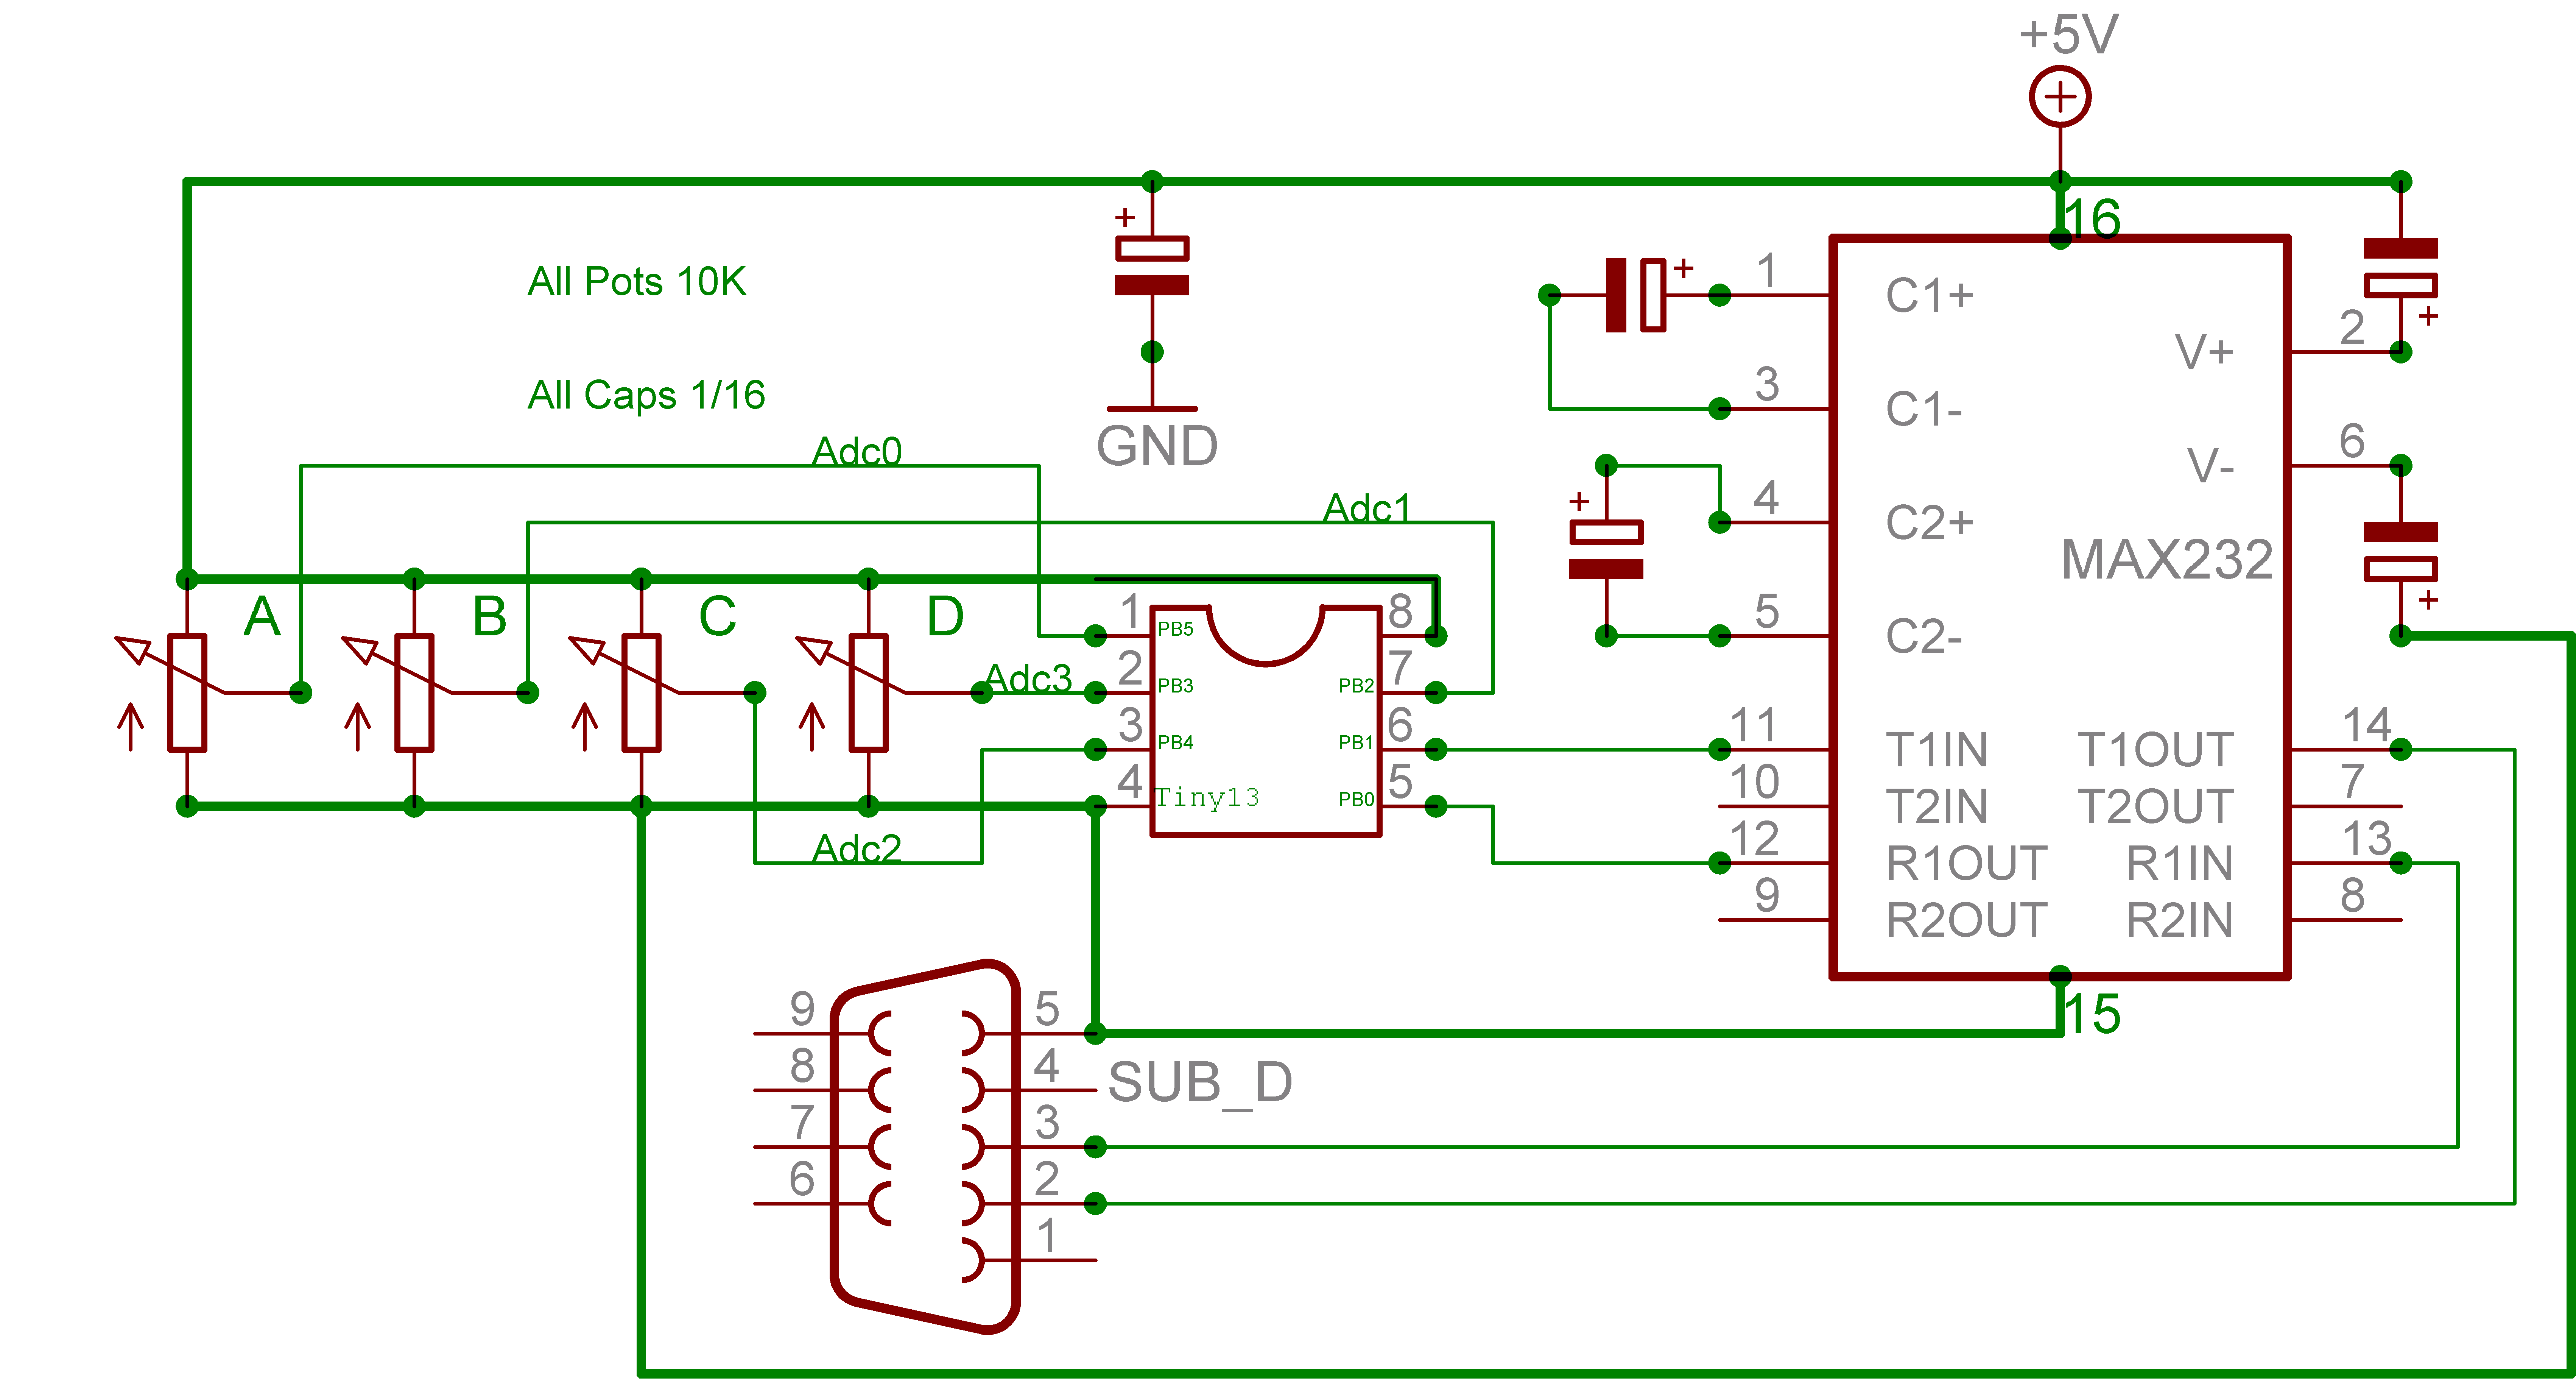 +5V
16
+
All Pots 10K
All Caps 1/16
GND
+
1
C1+
3
C1-
+
4
C2+
5
C2-
2
V+
+
6
V-
+
MAX232
Adc0
Adc1
A
B
C
D
Adc3
Adc2
1
PB5
2
PB3
3
PB4
4
Tiny13
8
7
PB2
6
PB1
5
PB0
11
T1IN
T1OUT
14
10
T2IN
T2OUT
7
12
R1OUT
R1IN
13
9
R2OUT
R2IN
8
15
9
5
8
4
SUB_D
7
3
6
2
1